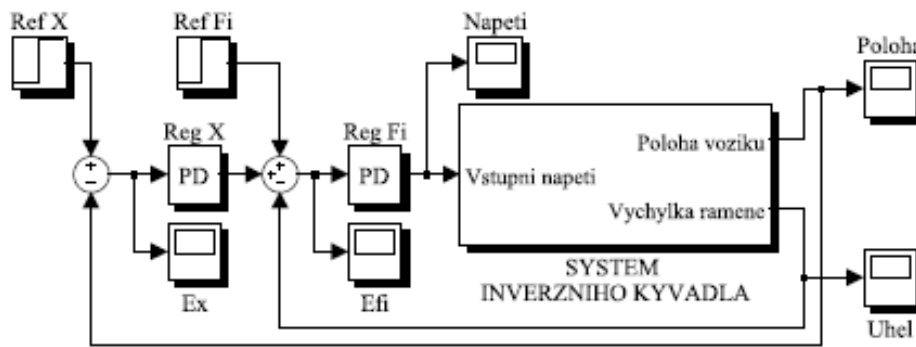 Ref X
Ref Fi
Napeti
Poloha
Reg X
Reg Fi
+
−
PD
+
+
−
PD
Vstupni napeti
Poloha voziku
Vychylka ramene
Ex
Efi
SYSTEM
INVERZNIHO KYVADLA
Uhel